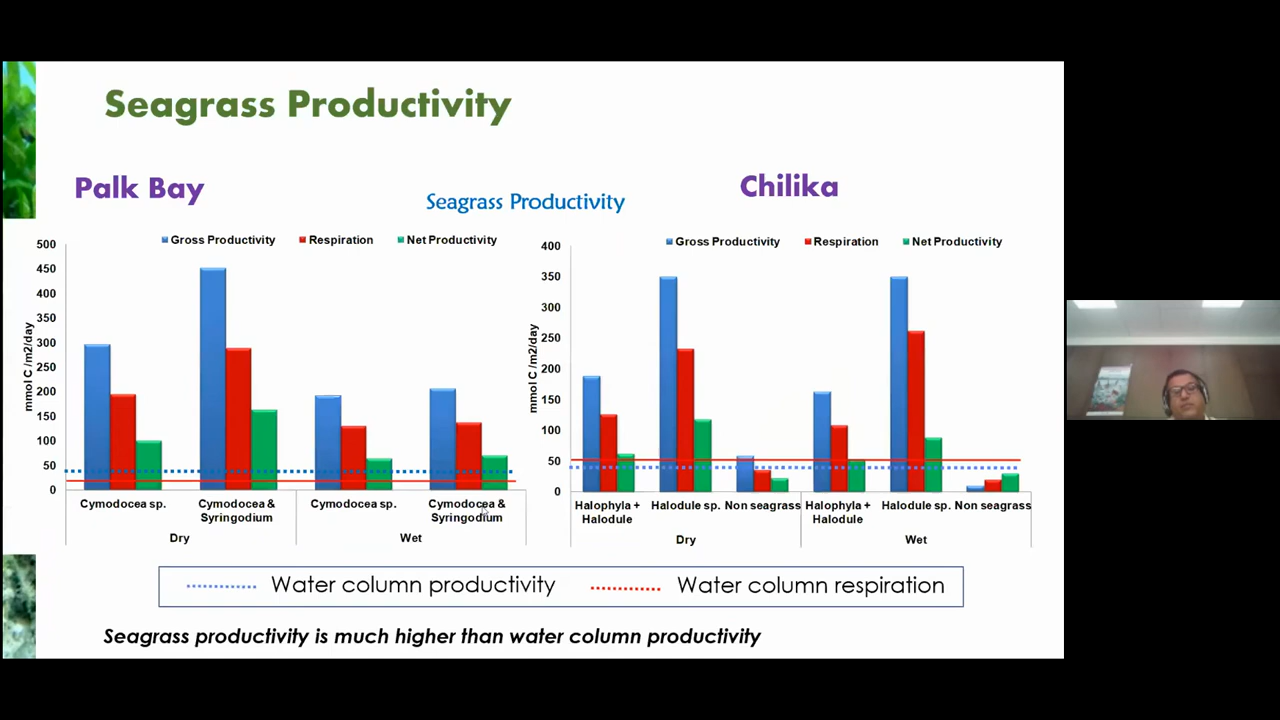 Seagrass Productivity
Palk Bay
Seagrass Productivity
Chilika
Gross Productivity Respiration Net Productivity
mmol C /m2/day
500
450
400
350
300
250
200
150
100
50
0
Cymodocea sp.
Cymodocea & Syringodium
Cymodocea sp.
Cymodocea & Syringodium
Dry
Wet
Gross Productivity Respiration Net Productivity
mmol C /m2/day
400
350
300
250
200
150
100
50
0
Halophyla + Halodule
Halodule sp.
Non seagrass
Halophyla + Halodule
Halodule sp.
Non seagrass
Dry
Wet
Water column productivity
Water column respiration
Seagrass productivity is much higher than water column productivity